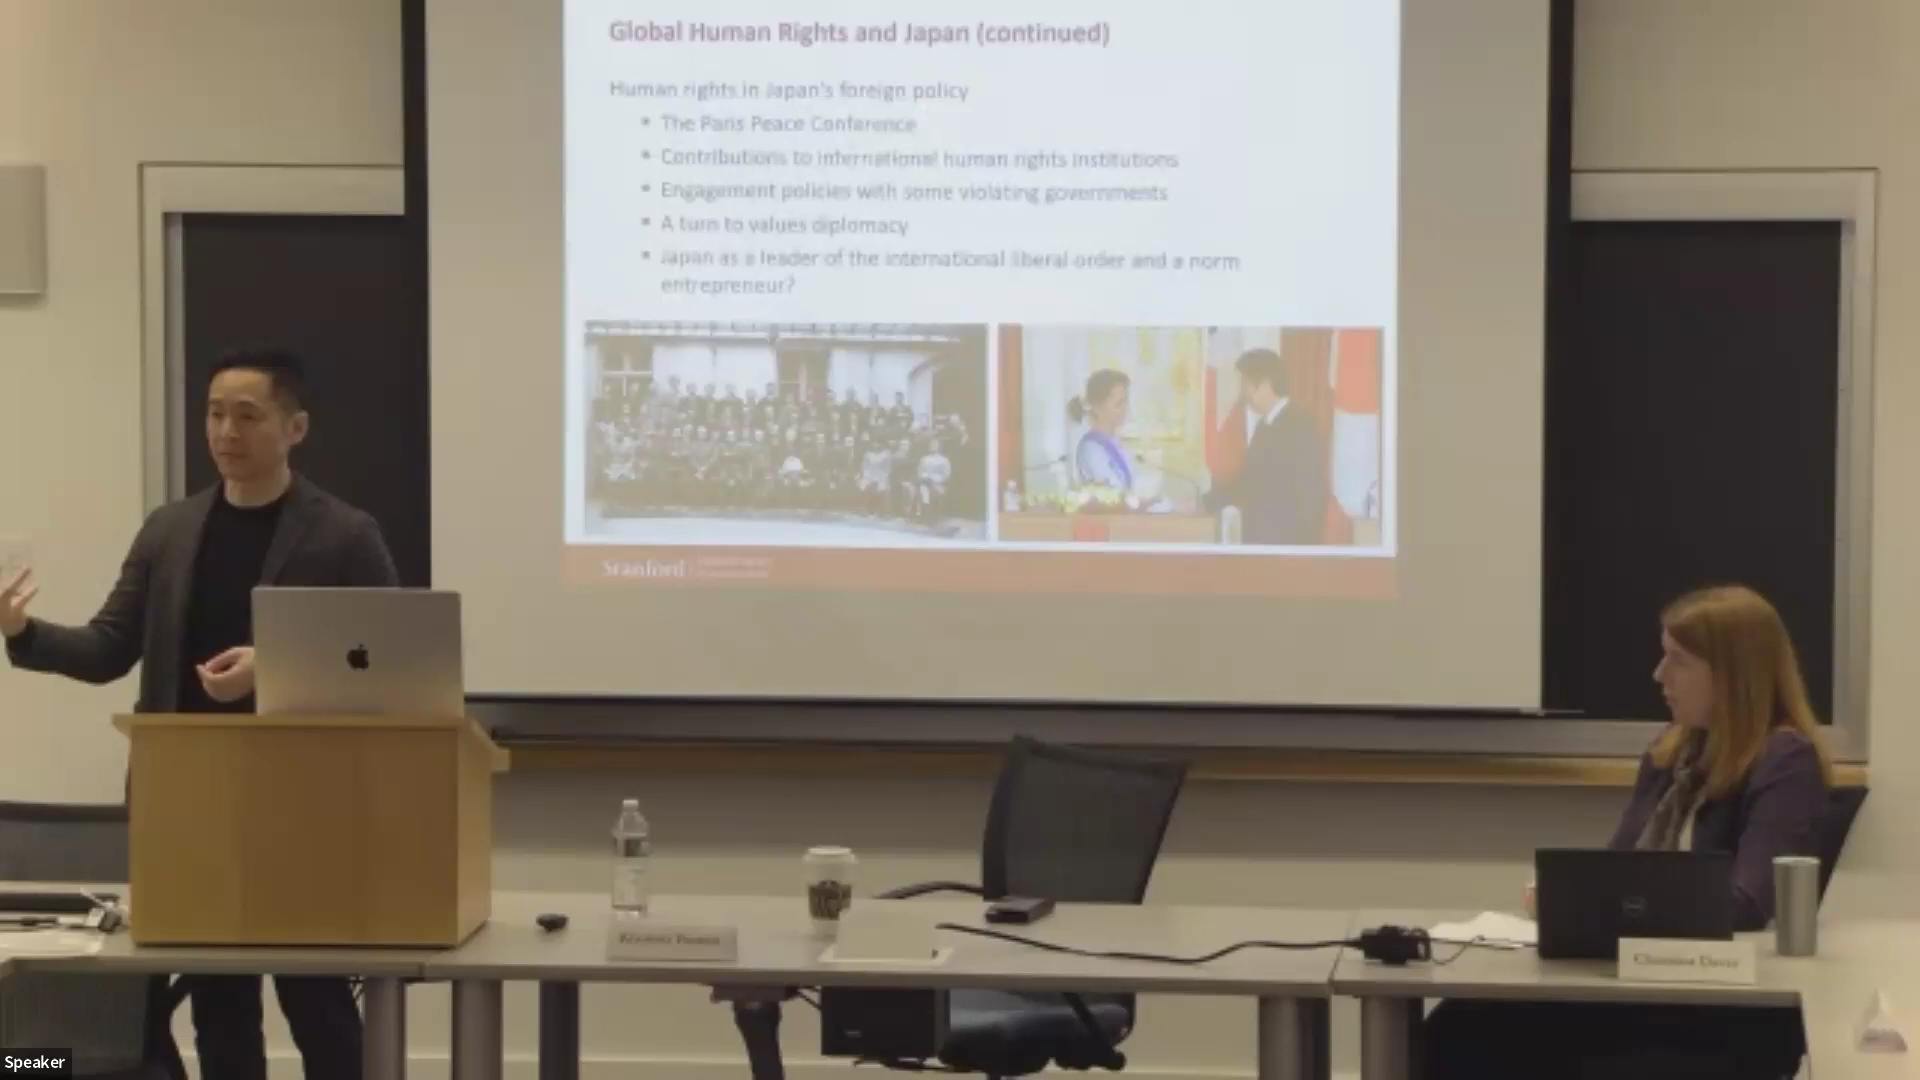 Global Human Rights and Japan (continued)
Human rights in Japan's foreign policy
▪ The Paris Peace Conference
▪ Contributions to international human rights institutions
▪ Engagement policies with some violating governments
▪ A turn to values diplomacy
▪ Japan as a leader of the international liberal order and a norm
entrepreneur?
Stanford
Christina Davis
Speaker